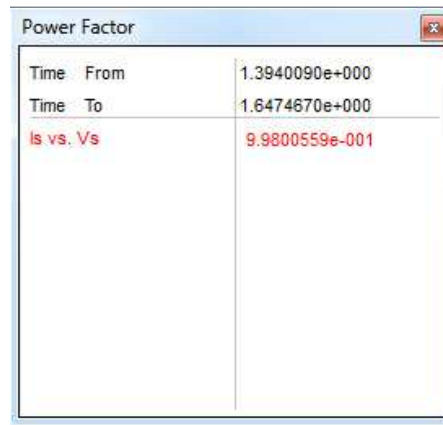 Power Factor
Time From 1.3940090e+000
Time To 1.6474670e+000
Is vs. Vs 9.9800559e-001